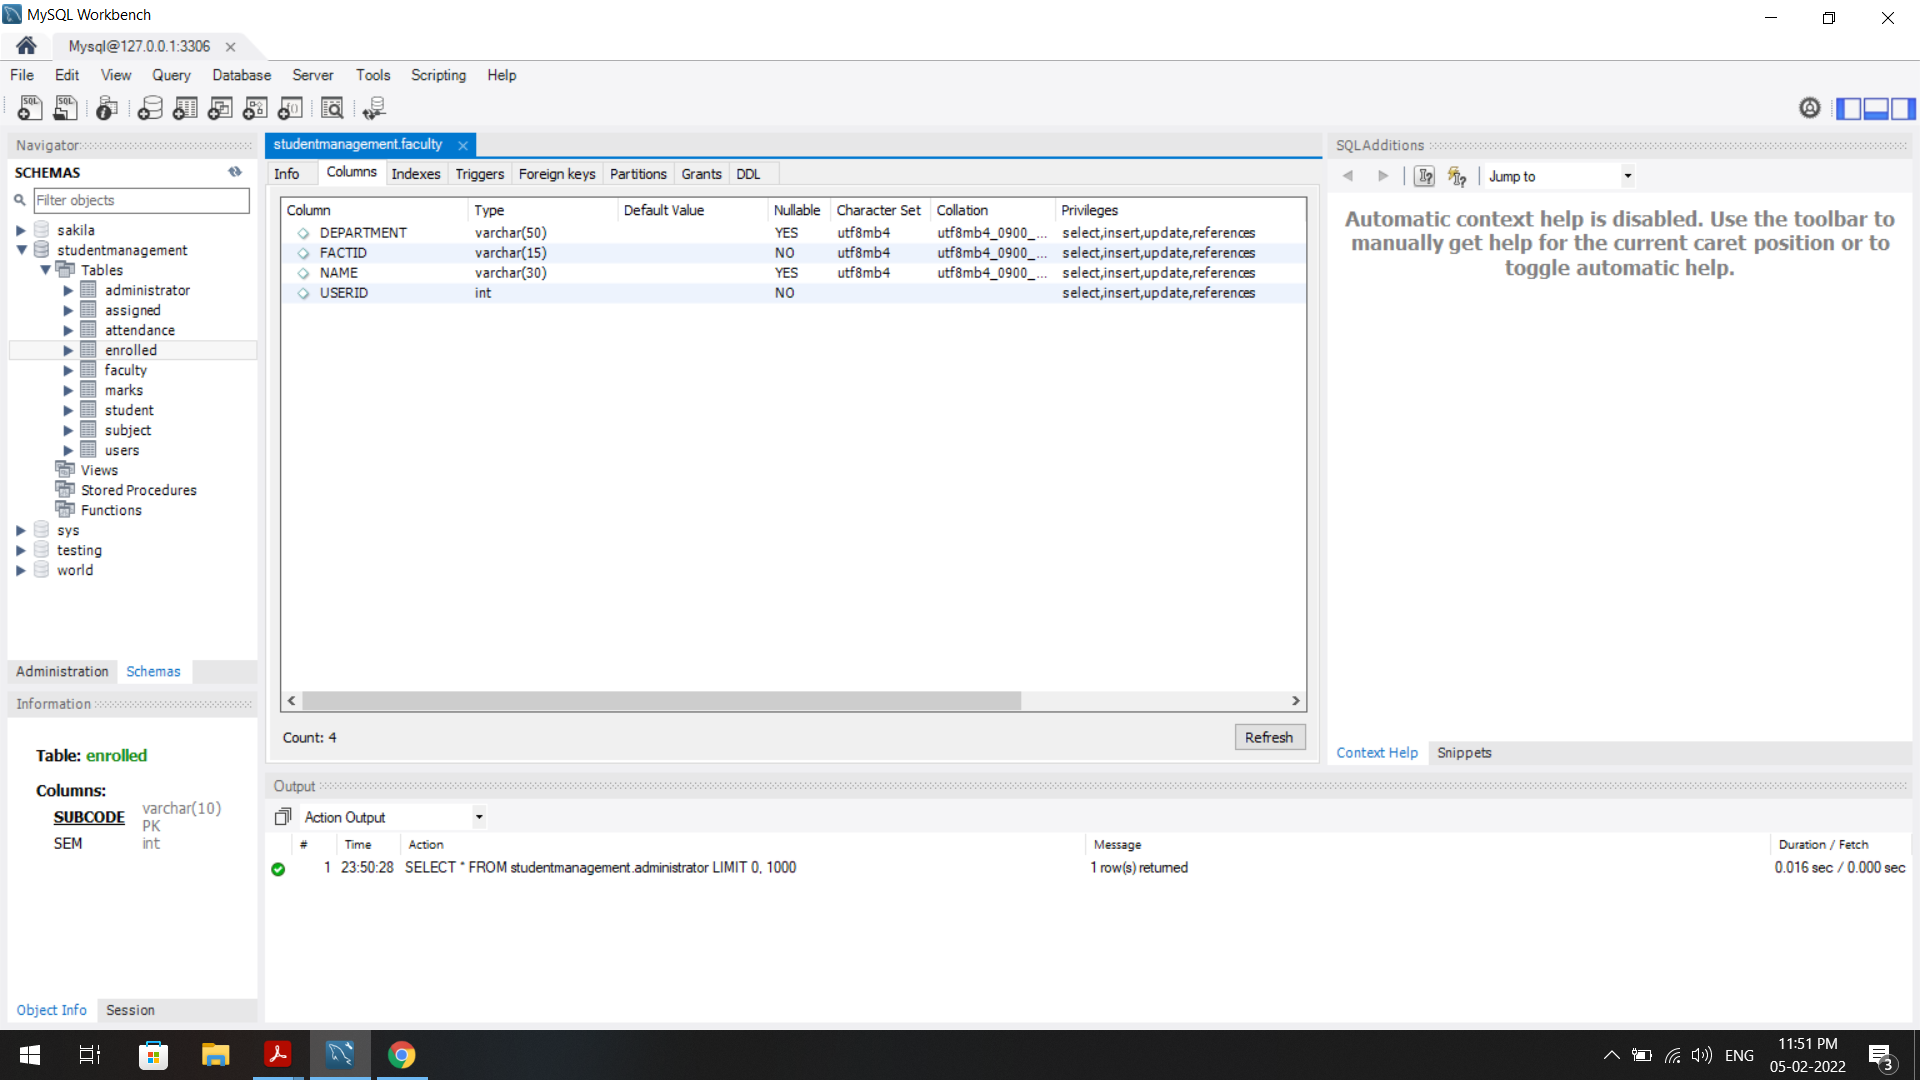 MySQL Workbench
Mysql@127.0.0.1:3306
File Edit View Query Database Server Tools Scripting Help
Navigator
SCHEMAS
Filter objects
sakila
studentmanagement
Tables
administrator
assigned
attendance
enrolled
faculty
marks
student
subject
users
Views
Stored Procedures
Functions
sys
testing
world
Administration Schemas
Information
Table: enrolled
Columns:
SUBCODE varchar(10)
PK
SEM int
Object Info Session
studentmanagement.faculty
Info Columns Indexes Triggers Foreign keys Partitions Grants DDL
Column Type Default Value Nullable Character Set Collation Privileges
DEPARTMENT varchar(50) YES utf8mb4 utf8mb4_0900_... select,insert,update,references
FACTID varchar(15) NO utf8mb4 utf8mb4_0900_... select,insert,update,references
NAME varchar(30) YES utf8mb4 utf8mb4_0900_... select,insert,update,references
USERID int NO select,insert,update,references
Count: 4
Refresh
SQLAdditions
Jump to
Automatic context help is disabled. Use the toolbar to
manually get help for the current caret position or to
toggle automatic help.
Context Help Snippets
Output
Action Output
# Time Action Message Duration / Fetch
1 23:50:28 SELECT * FROM studentmanagement.administrator LIMIT 0, 1000 1 row(s) returned 0.016 sec / 0.000 sec
ENG
11:51 PM
05-02-2022
3